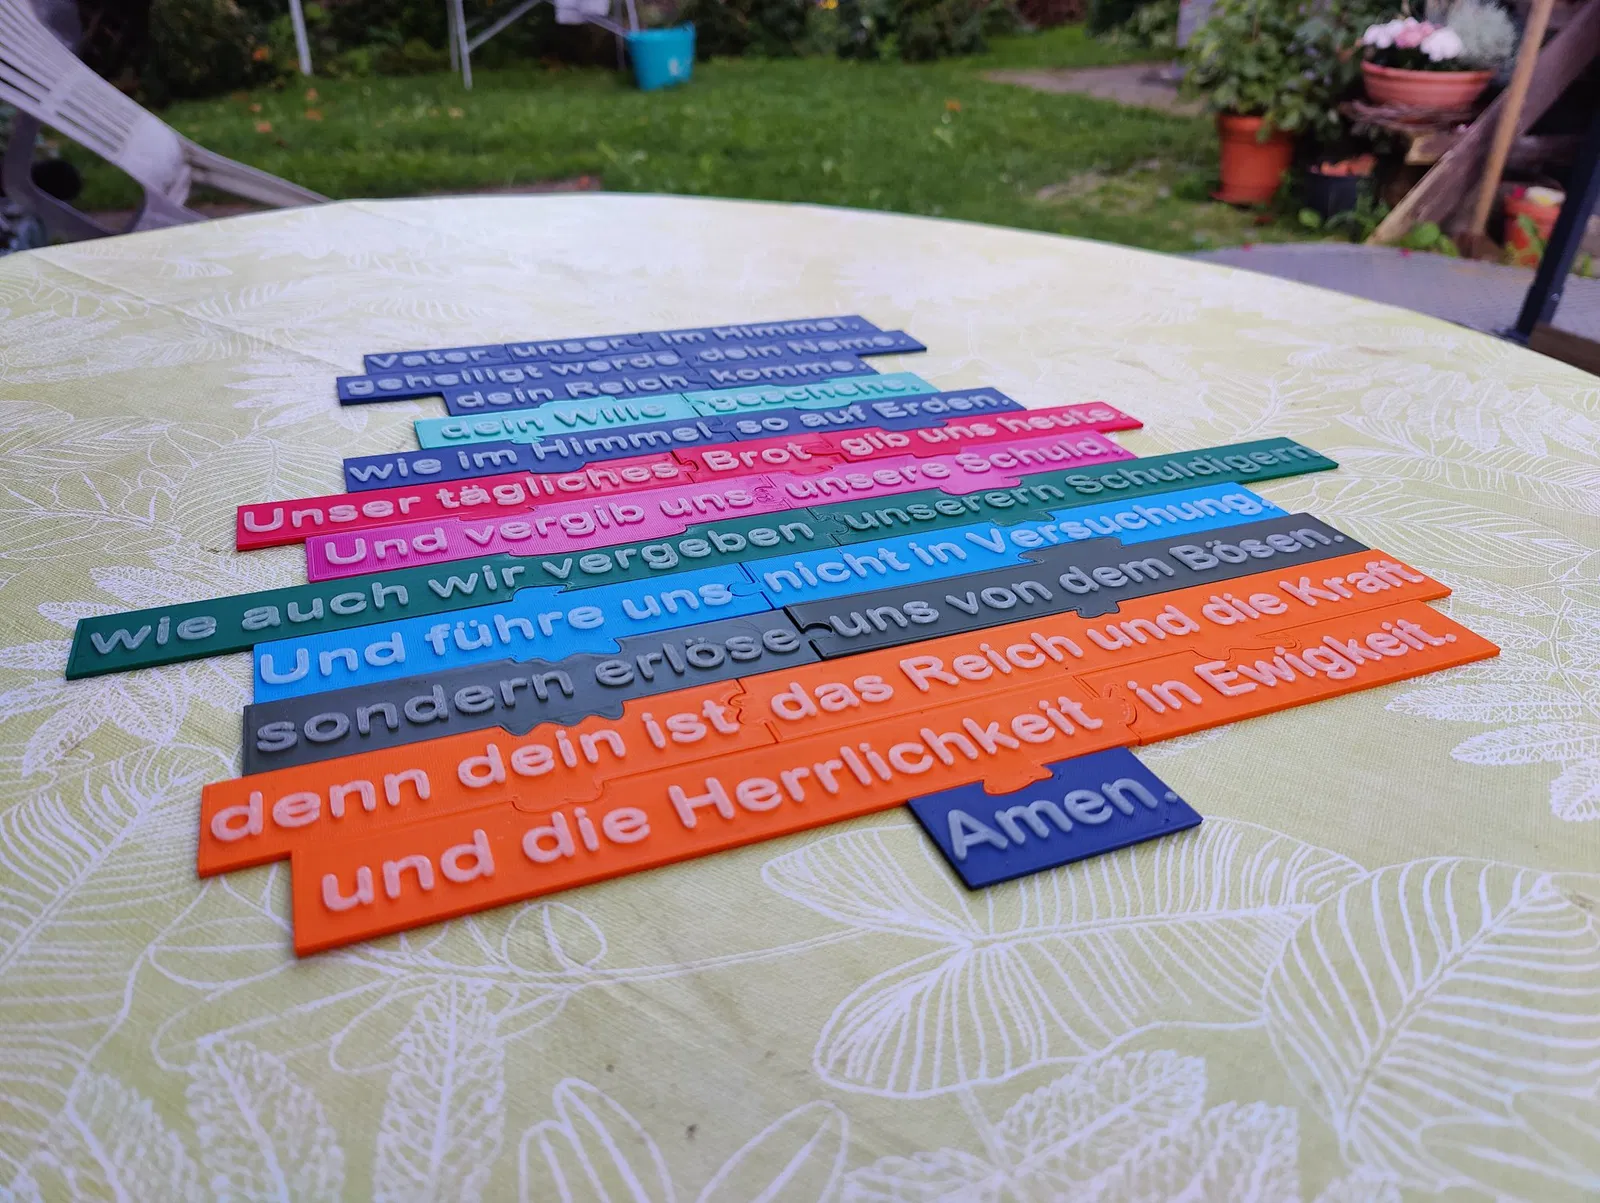 Vater unser im Himmel,
geheiligt werde dein Name.
dein Reich komme
dein Wille geschehe,
wie im Himmel so auf Erden.
Unser tägliches Brot gib uns heute.
Und vergib uns unsere Schuld,
wie auch wir vergeben unserern Schuldigern
Und führe uns nicht in Versuchung,
sondern erlöse uns von dem Bösen.
denn dein ist das Reich und die Kraft
und die Herrlichkeit in Ewigkeit.
Amen.